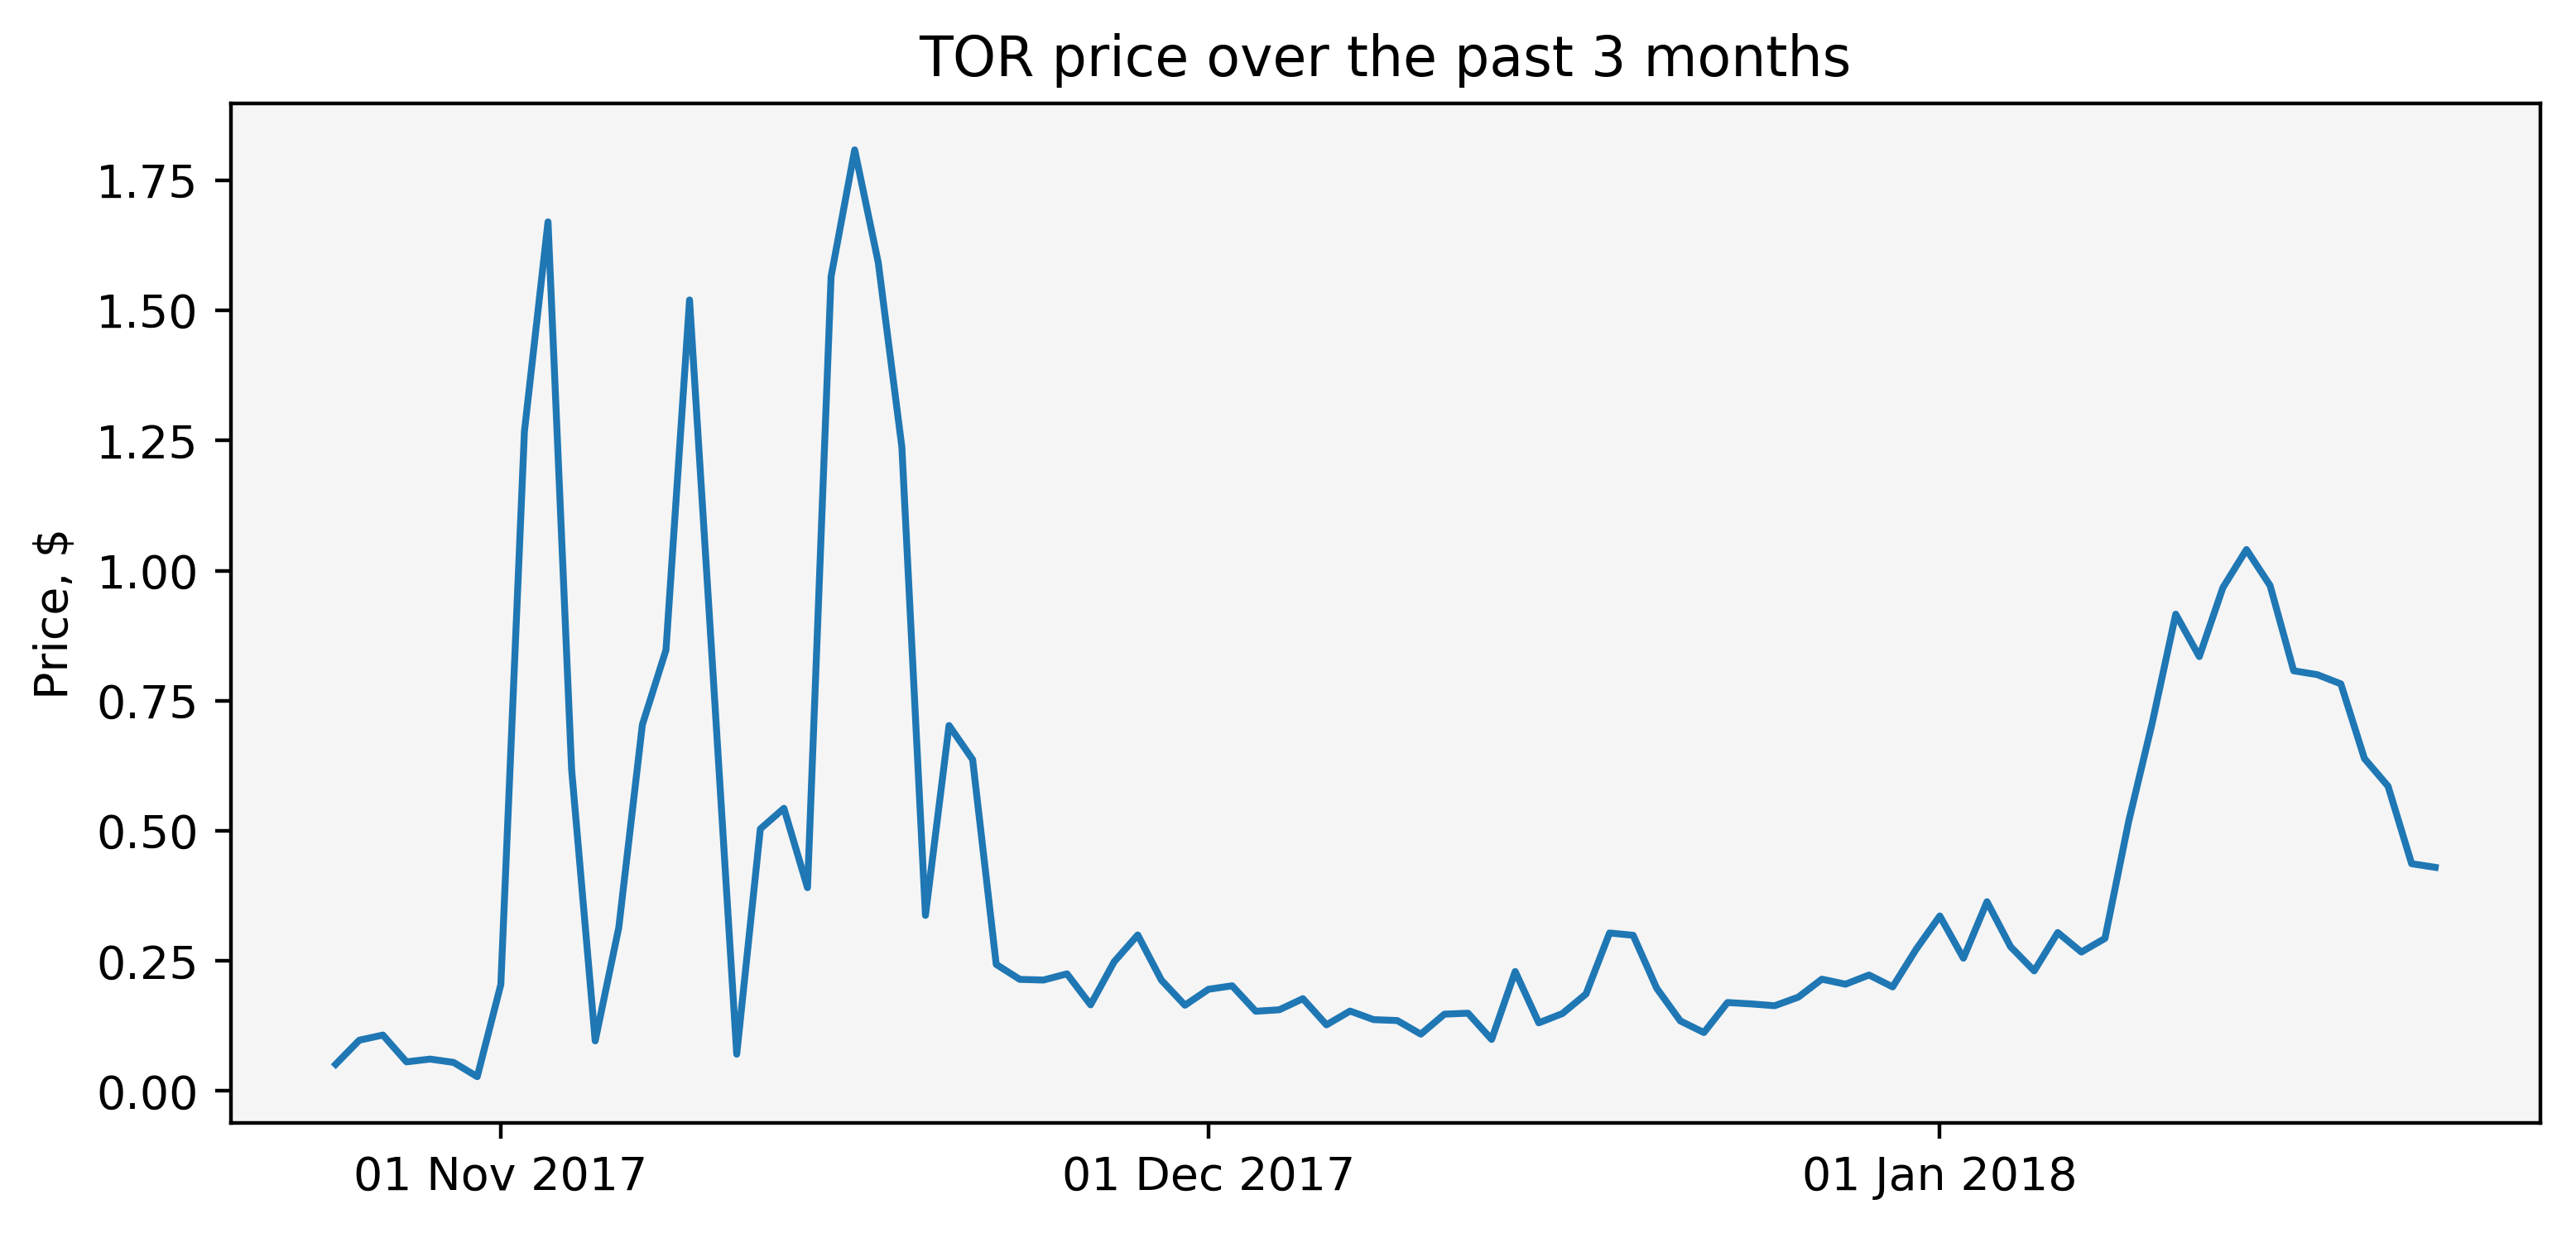 TOR price over the past 3 months
Price, $
1.75
1.50
1.25
1.00
0.75
0.50
0.25
0.00
01 Nov 2017
01 Dec 2017
01 Jan 2018